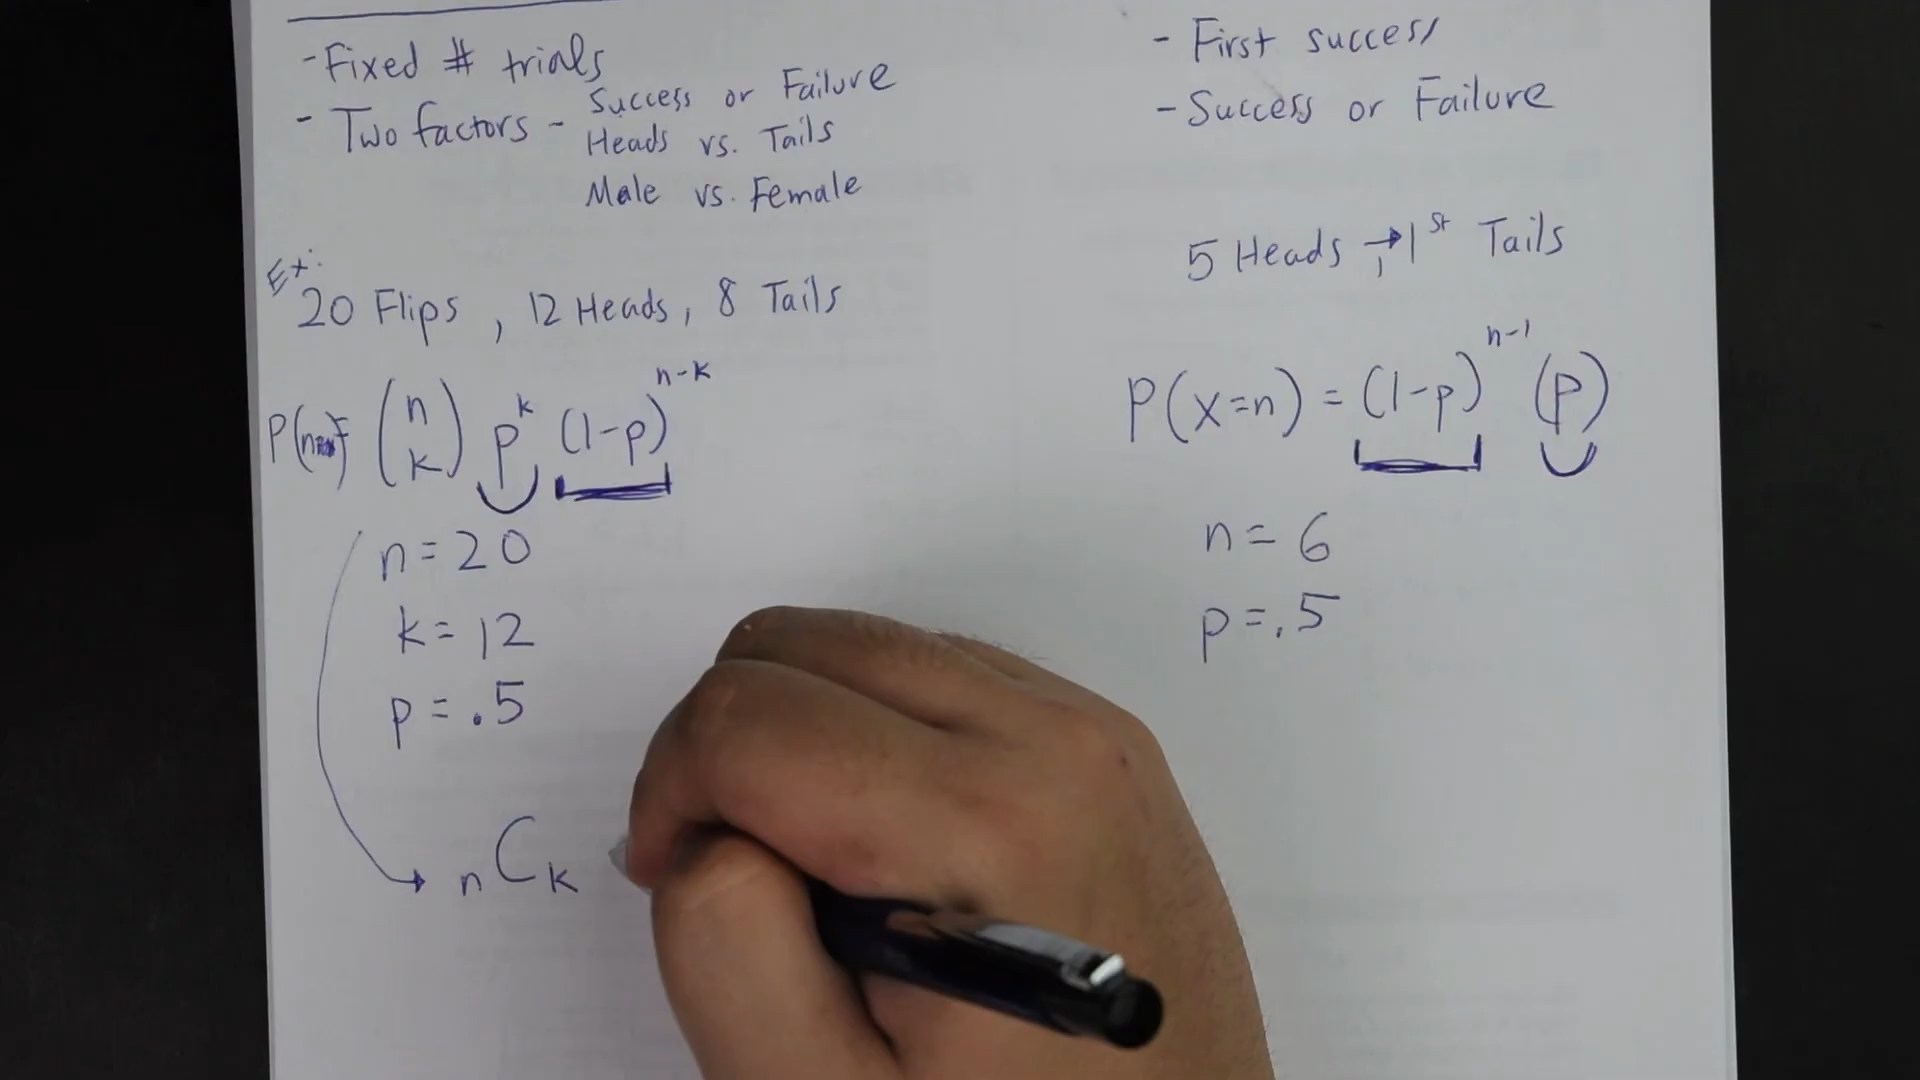 - Fixed # trials
- Two factors - Success or Failure
Heads vs. Tails
Male vs. Female
Ex:
20 Flips, 12 Heads, 8 Tails
P(n )= (n k) p^k (1-p)^n-k
n = 20
k = 12
p = .5
nCk
- First success
- Success or Failure
5 Heads → 1st Tails
P(x=n) = (1-p)^n-1 (p)
n = 6
p = .5